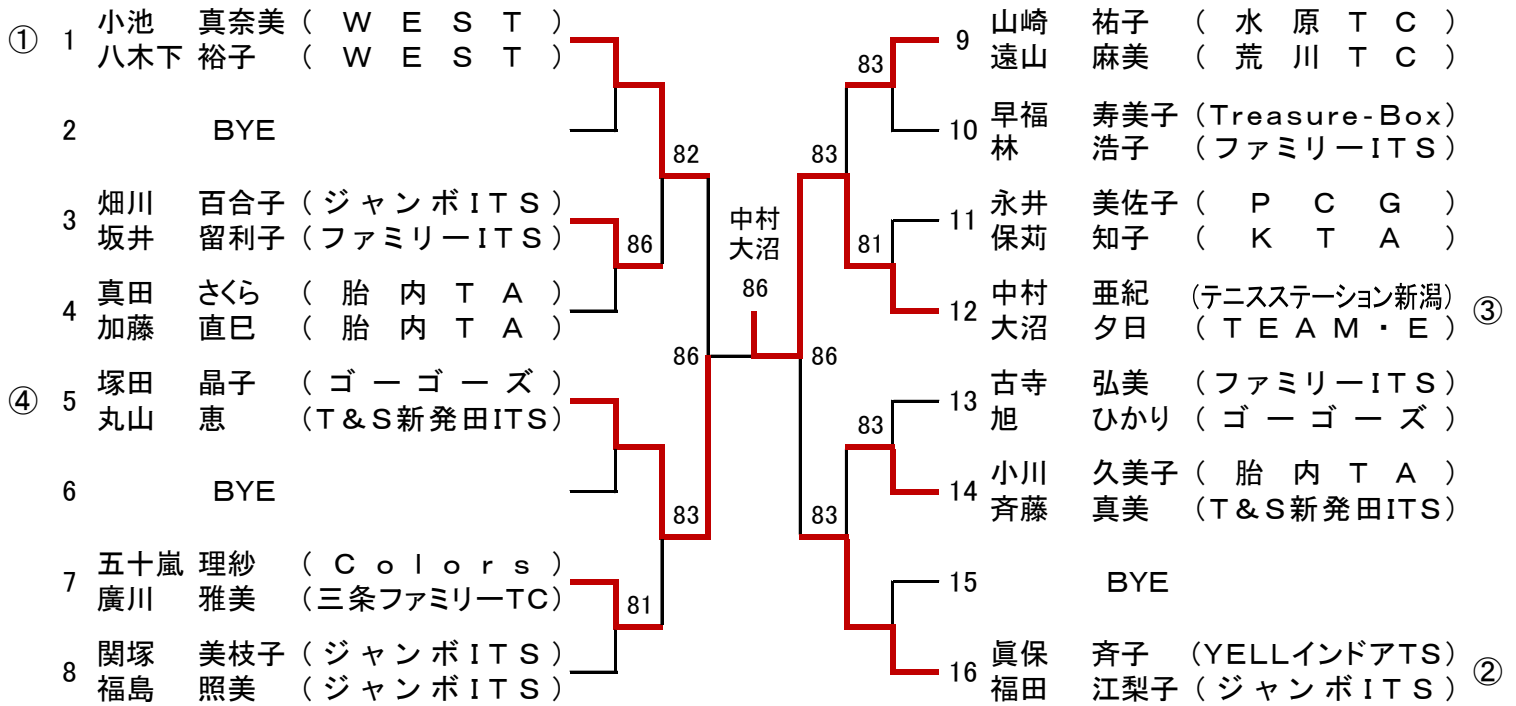 ① 1 小池 真奈美 (WEST)
八木下 裕子 (WEST)
2 BYE
82
3 畑川 百合子 (ジャンボITS)
坂井 留利子 (ファミリーITS)
86
4 真田 さくら (胎内TA)
加藤 直巳 (胎内TA)
86
④ 5 塚田 晶子 (ゴーゴーズ)
丸山 恵 (T&S新発田ITS)
6 BYE
83
7 五十嵐 理紗 (Colors)
廣川 雅美 (三条ファミリーTC)
81
8 関塚 美枝子 (ジャンボITS)
福島 照美 (ジャンボITS)
中村
大沼
86
9 山崎 祐子 (水原TC)
遠山 麻美 (荒川TC)
83
10 早福 寿美子 (Treasure-Box)
林 浩子 (ファミリーITS)
83
11 永井 美佐子 (PCG)
保苅 知子 (KTA)
81
12 中村 亜紀 (テニスステーション新潟) ③
大沼 夕日 (TEAM・E)
86
13 古寺 弘美 (ファミリーITS)
旭 ひかり (ゴーゴーズ)
83
14 小川 久美子 (胎内TA)
斉藤 真美 (T&S新発田ITS)
83
15 BYE
16 眞保 斉子 (YELLインドアTS) ②
福田 江梨子 (ジャンボITS)